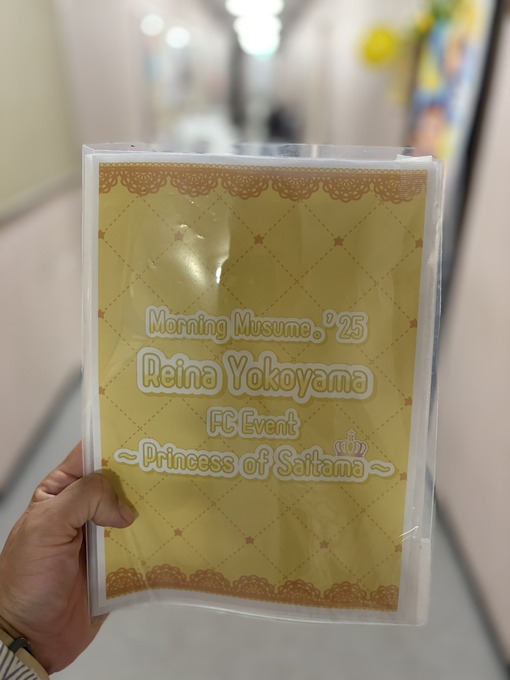 Morning Musume。'25
Reina Yokoyama
FC Event
～Princess of Saitama～